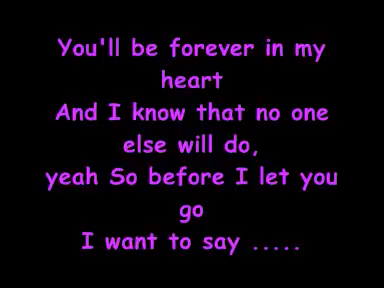 You'll be forever in my
heart
And I know that no one
else will do,
yeah So before I let you
go
I want to say .....